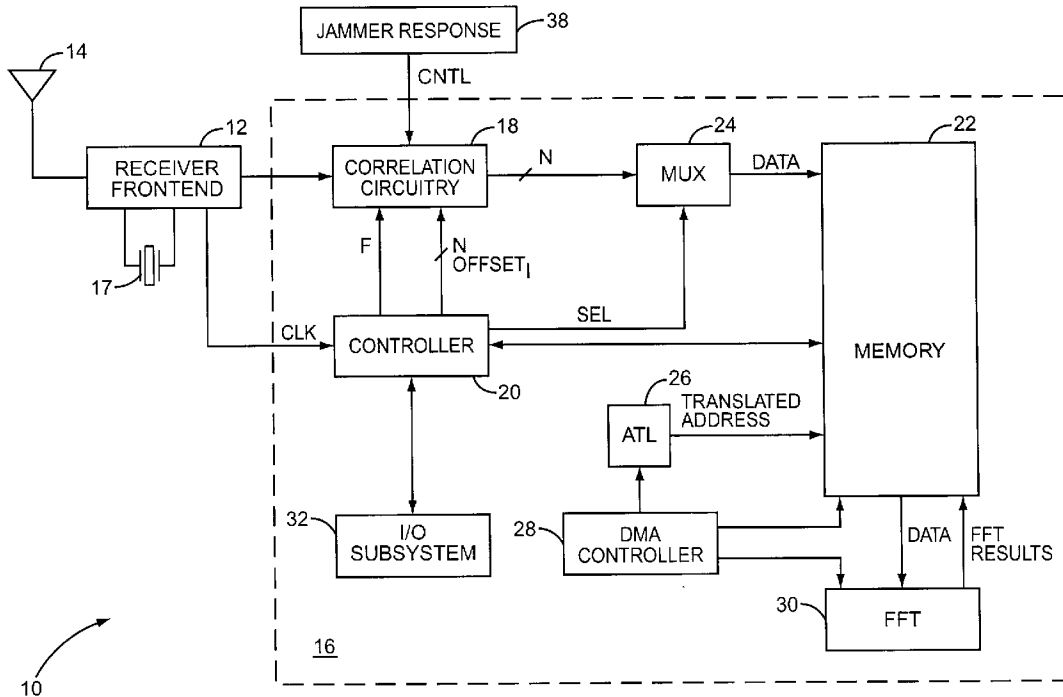 38
JAMMER RESPONSE
14
CNTL
12
18
24
22
RECEIVER
FRONTEND
CORRELATION
CIRCUITRY
N
MUX
DATA
17
F
N
OFFSETI
SEL
CLK
CONTROLLER
MEMORY
20
26
TRANSLATED
ADDRESS
ATL
32
I/O
SUBSYSTEM
28
DMA
CONTROLLER
DATA
FFT
RESULTS
30
FFT
16
10